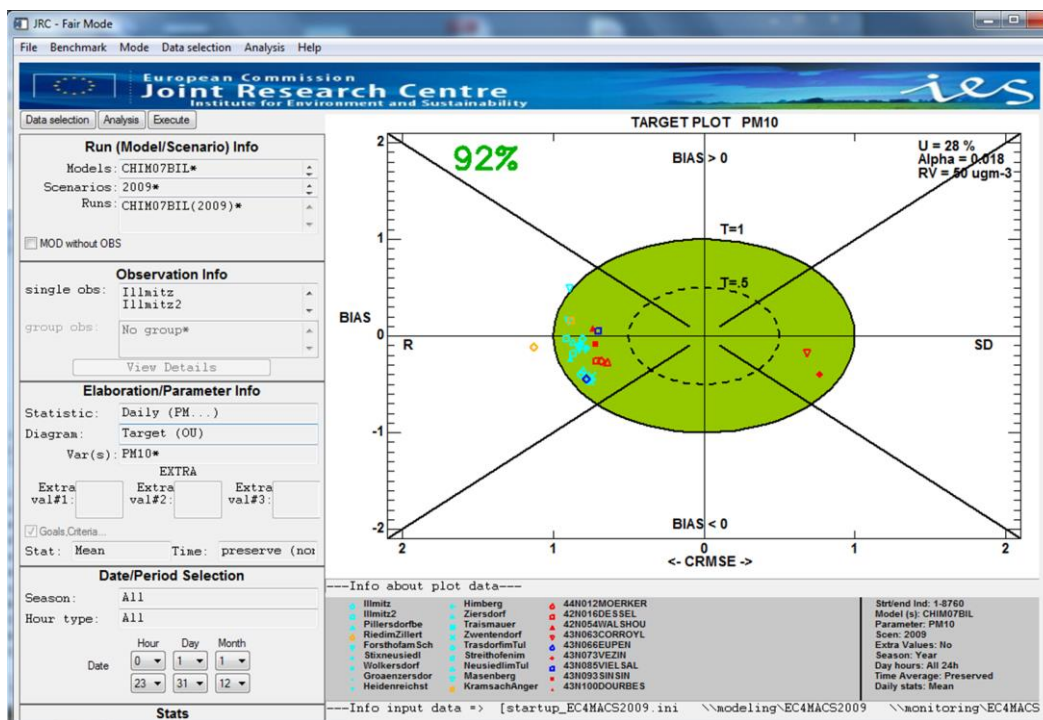 JRC - Fair Mode
File Benchmark Mode Data selection Analysis Help
European Commission
Joint Research Centre
Institute for Environment and Sustainability
ies
Data selection Analysis Execute
Run (Model/Scenario) Info
Models: CHIM07BIL*
Scenarios: 2009*
Runs: CHIM07BIL(2009)*
MOD without OBS
Observation Info
single obs: Illmitz
Illmitz2
group obs: No group*
View Details
Elaboration/Parameter Info
Statistic: Daily (PM...)
Diagram: Target (OU)
Var(s): PM10*
EXTRA
Extra val#1: Extra val#2: Extra val#3:
Goals,Criteria...
Stat: Mean Time: preserve (no
Date/Period Selection
Season: All
Hour type: All
Hour Day Month
Date 0 1 1
23 31 12
Stats
TARGET PLOT PM10
92%
BIAS > 0
U = 28 %
Alpha = 0.018
RV = 50 ugm-3
T=1
T=.5
2
1
0
-1
-2
BIAS
R
SD
BIAS < 0
2 1 0 1 2
<- CRMSE ->
---Info about plot data---
Illmitz
Illmitz2
Pillersdorfbe
RiedimZillert
ForsthofamSch
Stixneusiedl
Wolkersdorf
Groaenzersdor
Heidenreichst
Himberg
Ziersdorf
Traismauer
Zwentendorf
TrasdorfimTul
Streithofenim
NeusiedlimTul
Masenberg
KramsachAnger
44N012MOERKER
42N016DESSEL
42N054WALSHOU
43N063CORROYL
43N066EUPEN
43N073VEZIN
43N085VIELSAL
43N093SINSIN
43N100DOURBES
Strt/end Ind: 1-8760
Model (s): CHIM07BIL
Parameter: PM10
Scen: 2009
Extra Values: No
Season: Year
Day hours: All 24h
Time Average: Preserved
Daily stats: Mean
---Info input data => [startup_EC4MACS2009.ini \\modeling\EC4MACS2009 \\monitoring\EC4MACS